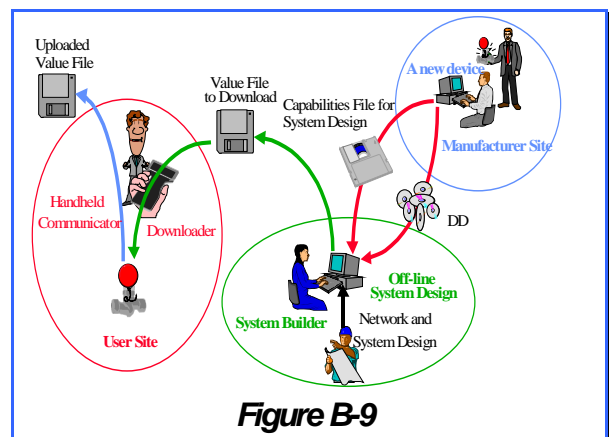 Uploaded
Value File
Value File
to Download
Capabilities File for
System Design
A new device
Manufacturer Site
DD
Handheld
Communicator
Downloader
User Site
Off-line
System Design
System Builder
Network and
System Design
Figure B-9